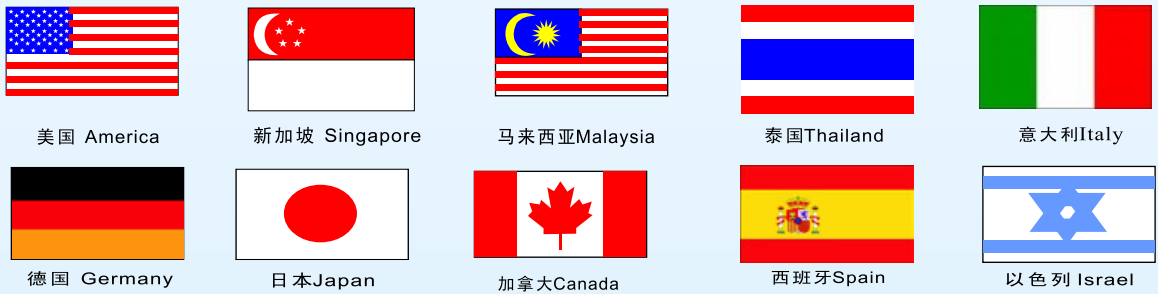 美国 America
新加坡 Singapore
马来西亚Malaysia
泰国Thailand
意大利Italy
德国 Germany
日本Japan
加拿大Canada
西班牙Spain
以色列 Israel